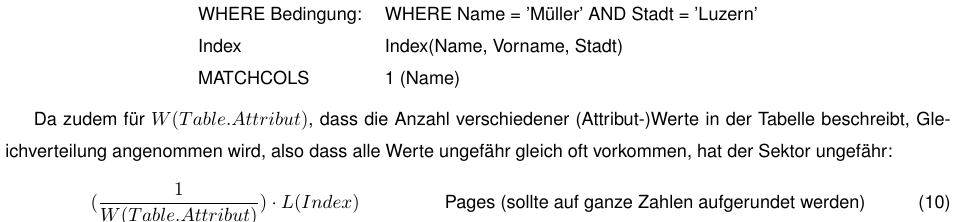 WHERE Bedingung: WHERE Name = 'Müller' AND Stadt = 'Luzern'
Index Index(Name, Vorname, Stadt)
MATCHCOLS 1 (Name)
Da zudem für W(Table.Attribut), dass die Anzahl verschiedener (Attribut-)Werte in der Tabelle beschreibt, Gle-
ichverteilung angenommen wird, also dass alle Werte ungefähr gleich oft vorkommen, hat der Sektor ungefähr:
(1/W(Table.Attribut)) · L(Index) Pages (sollte auf ganze Zahlen aufgerundet werden) (10)